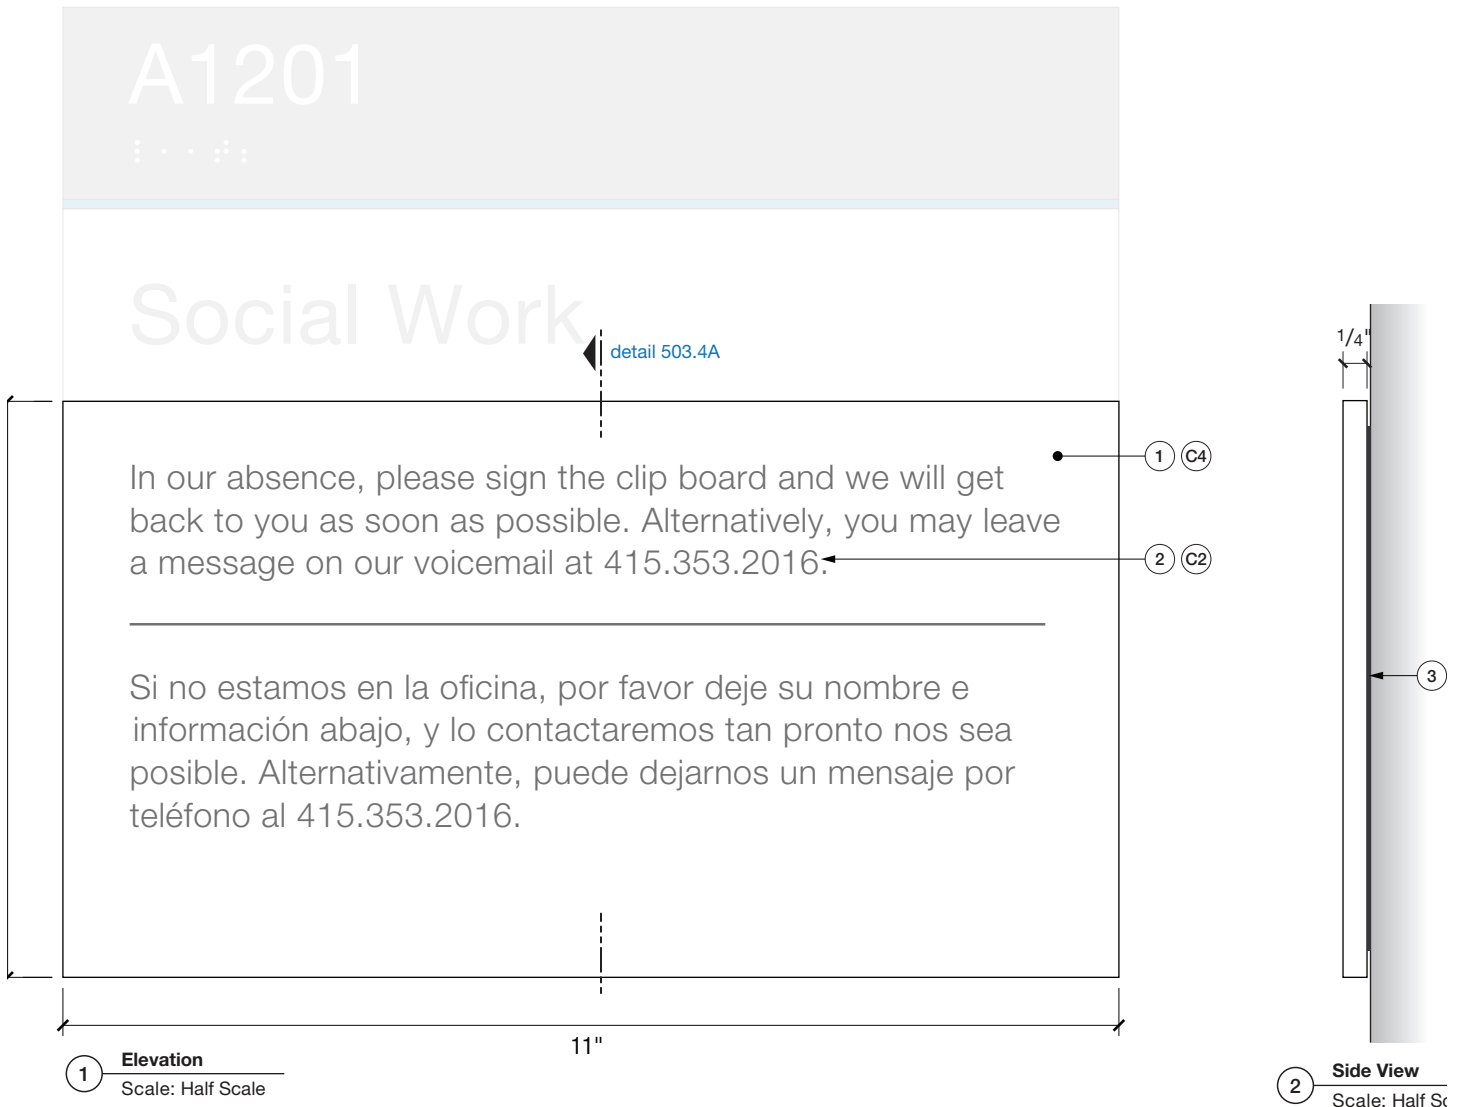 A1201
Social Work
detail 503.4A
1/4"
In our absence, please sign the clip board and we will get
back to you as soon as possible. Alternatively, you may leave
a message on our voicemail at 415.353.2016.
1 C4
2 C2
3
Si no estamos en la oficina, por favor deje su nombre e
información abajo, y lo contactaremos tan pronto nos sea
posible. Alternativamente, puede dejarnos un mensaje por
teléfono al 415.353.2016.
11"
1 Elevation
Scale: Half Scale
2 Side View
Scale: Half